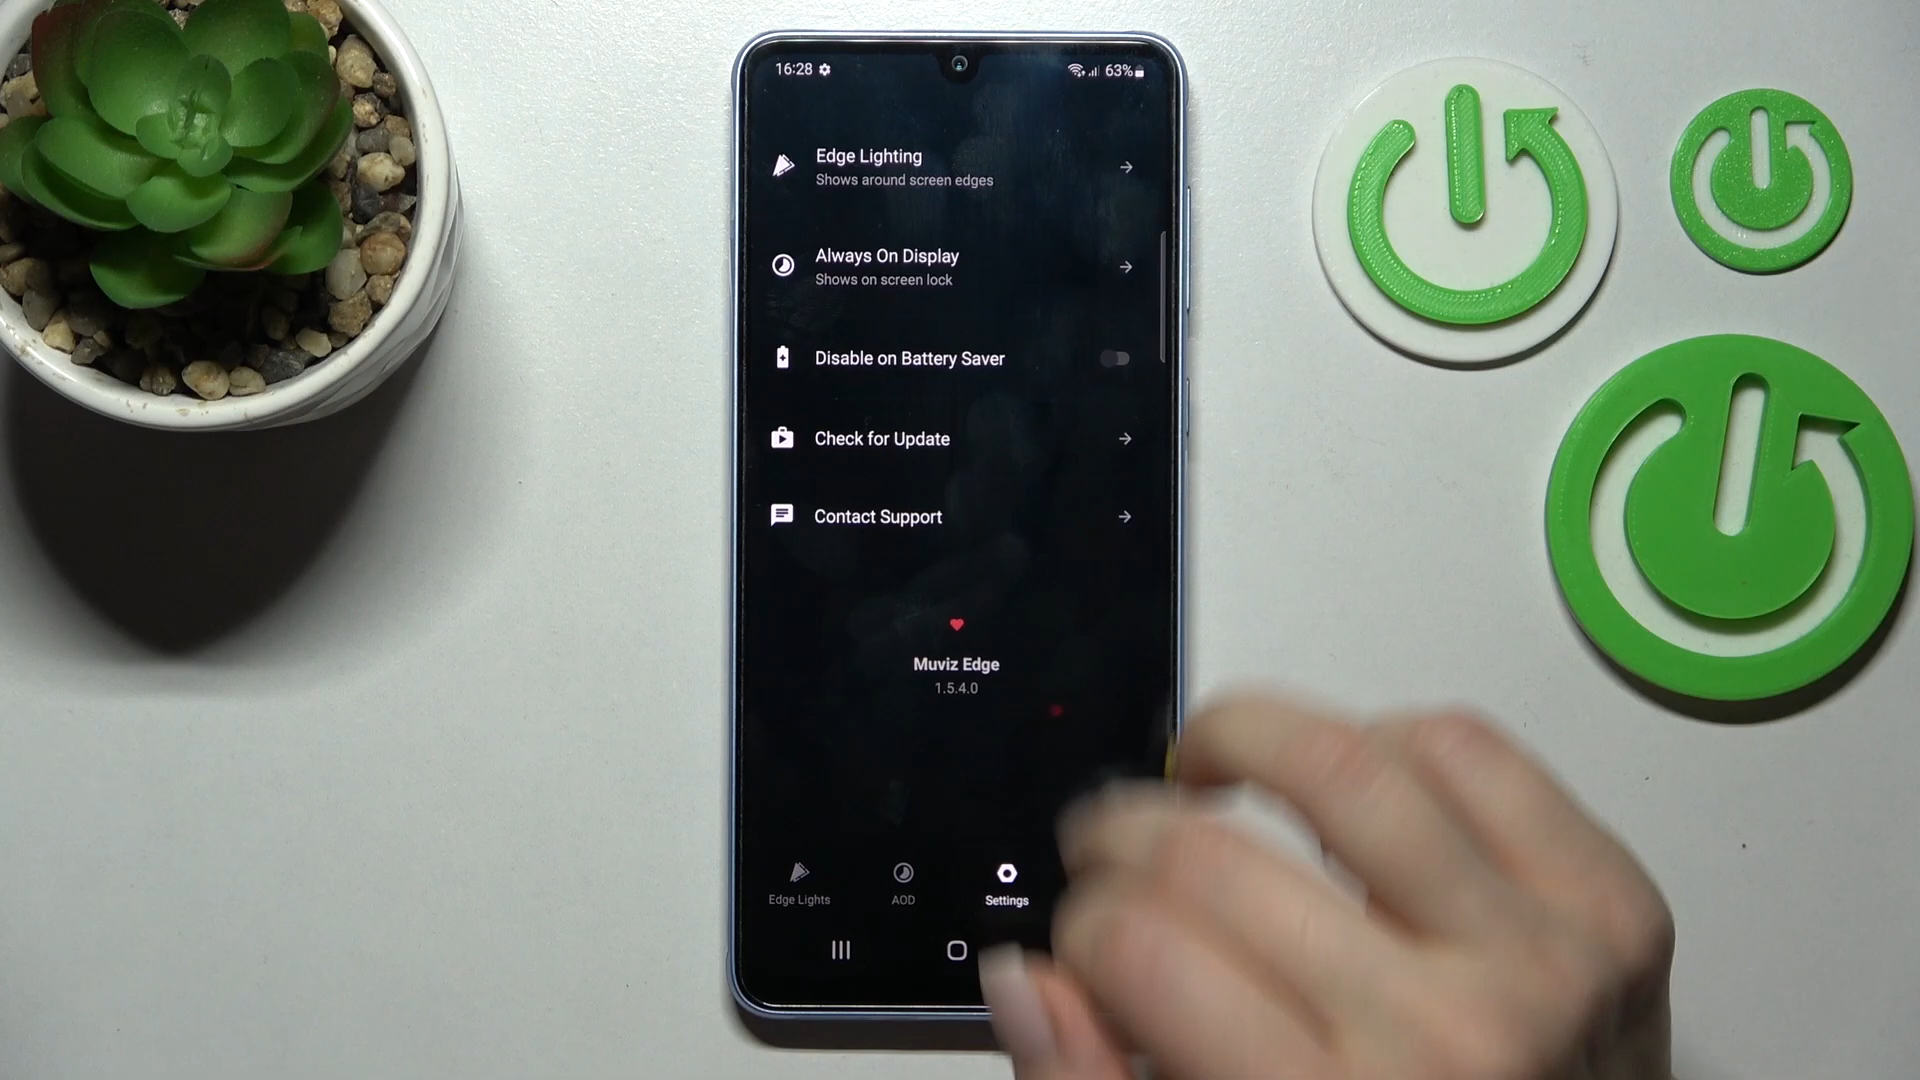 16:28
63%
Edge Lighting
Shows around screen edges
Always On Display
Shows on screen lock
Disable on Battery Saver
Check for Update
Contact Support
Muviz Edge
1.5.4.0
Edge Lights
AOD
Settings